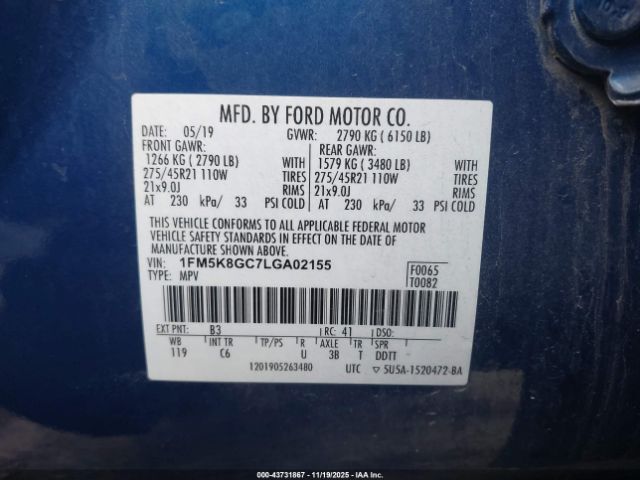 MFD. BY FORD MOTOR CO.
DATE: 05/19 GVWR: 2790 KG ( 6150 LB)
FRONT GAWR: REAR GAWR:
1266 KG ( 2790 LB) WITH 1579 KG ( 3480 LB) WITH
275/45R21 110W TIRES 275/45R21 110W TIRES
21x9.0J RIMS 21x9.0J RIMS
AT 230 kPa/ 33 PSI COLD AT 230 kPa/ 33 PSI COLD
THIS VEHICLE CONFORMS TO ALL APPLICABLE FEDERAL MOTOR
VEHICLE SAFETY STANDARDS IN EFFECT ON THE DATE OF
MANUFACTURE SHOWN ABOVE.
VIN: 1FM5K8GC7LGA02155 F0065
TYPE: MPV T0082
EXT PNT: B3 RC: 41 DSO:
WB INT TR TP/PS R AXLE TR SPR
119 C6 U 3B T DDTT
1201905263480 UTC ▽ 5U5A-1520472-BA
000-43731867 - 11/19/2025 - Copyright © 2025 IAA, LLC.